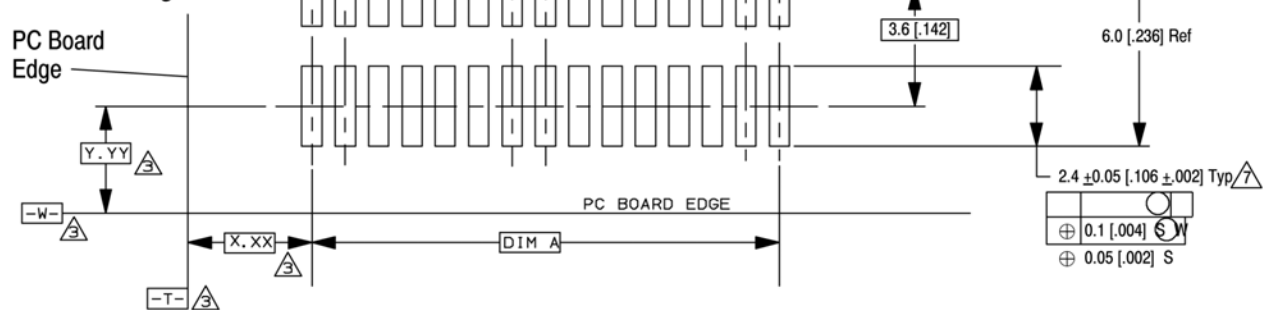 3.6 [.142]
6.0 [.236] Ref
PC Board
Edge
Y.YY
3
2.4 ±0.05 [.106 ±.002] Typ 7
PC BOARD EDGE
-W-
3
0.1 [.004] S W
X.XX
DIM A
3
0.05 [.002] S
-T-
3